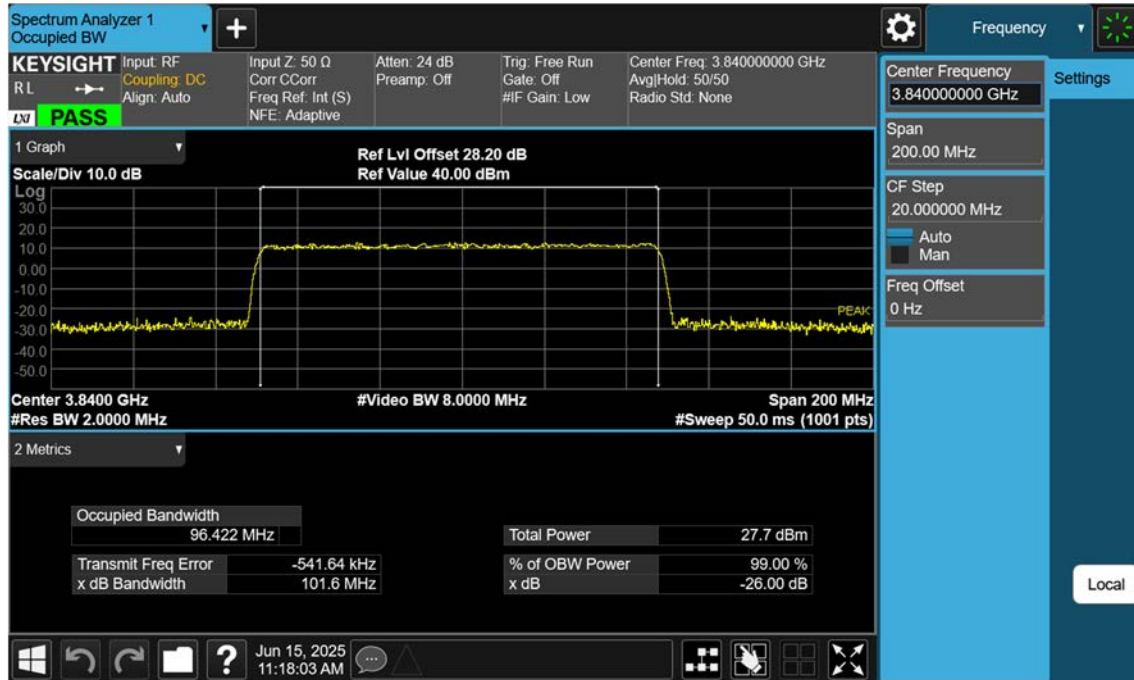 Spectrum Analyzer 1
Occupied BW
+
Frequency
KEYSIGHT
R L
LXI PASS
Input: RF
Coupling: DC
Align: Auto
Input Z: 50 Ω
Corr CCorr
Freq Ref: Int (S)
NFE: Adaptive
Atten: 24 dB
Preamp: Off
Trig: Free Run
Gate: Off
#IF Gain: Low
Center Freq: 3.840000000 GHz
Avg|Hold: 50/50
Radio Std: None
Center Frequency
3.840000000 GHz
Settings
Span
200.00 MHz
CF Step
20.000000 MHz
Auto
Man
Freq Offset
0 Hz
Local
1 Graph
Scale/Div 10.0 dB
Ref Lvl Offset 28.20 dB
Ref Value 40.00 dBm
Log
30.0
20.0
10.0
0.00
-10.0
-20.0
-30.0
-40.0
-50.0
PEAK
Center 3.8400 GHz
#Video BW 8.0000 MHz
Span 200 MHz
#Res BW 2.0000 MHz
#Sweep 50.0 ms (1001 pts)
2 Metrics
Occupied Bandwidth
96.422 MHz
Total Power 27.7 dBm
Transmit Freq Error -541.64 kHz
% of OBW Power 99.00 %
x dB Bandwidth 101.6 MHz
x dB -26.00 dB
?
Jun 15, 2025
11:18:03 AM